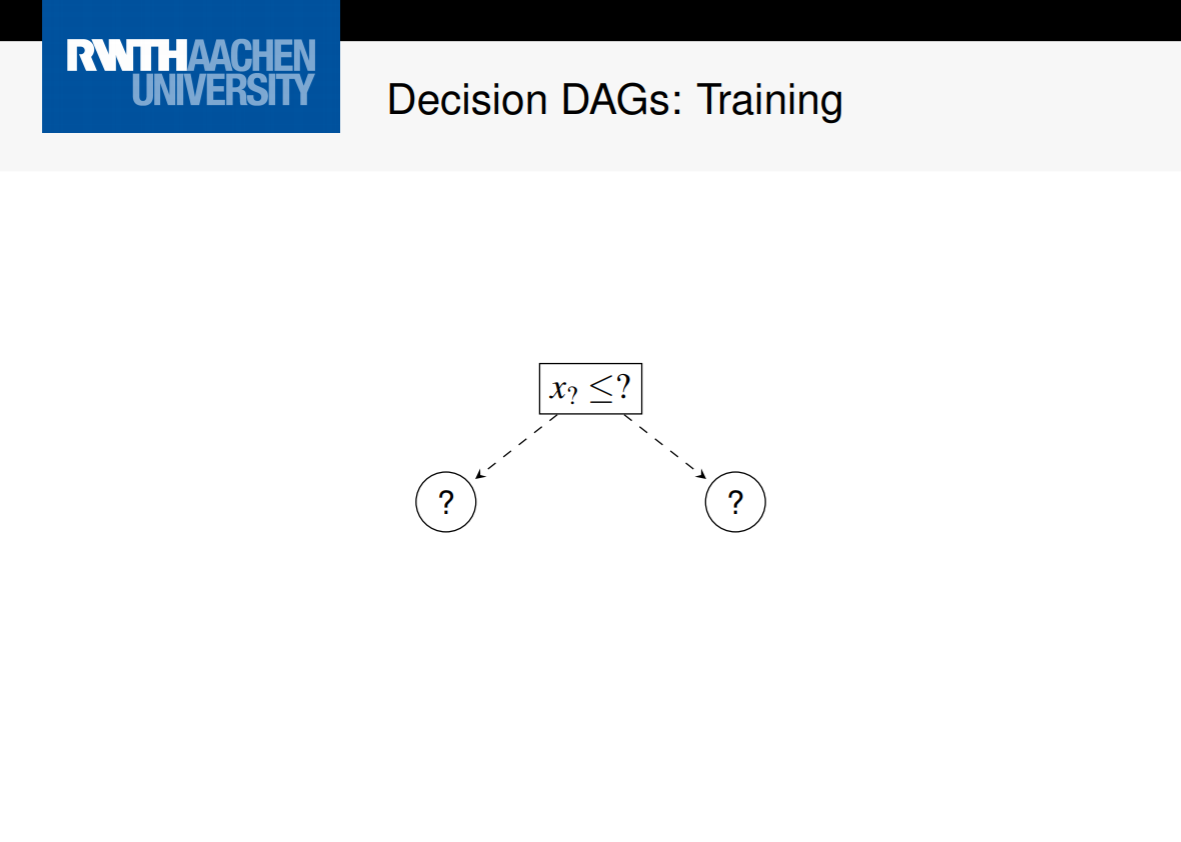 RWTHAACHEN
UNIVERSITY
Decision DAGs: Training
x? ≤?
?
?